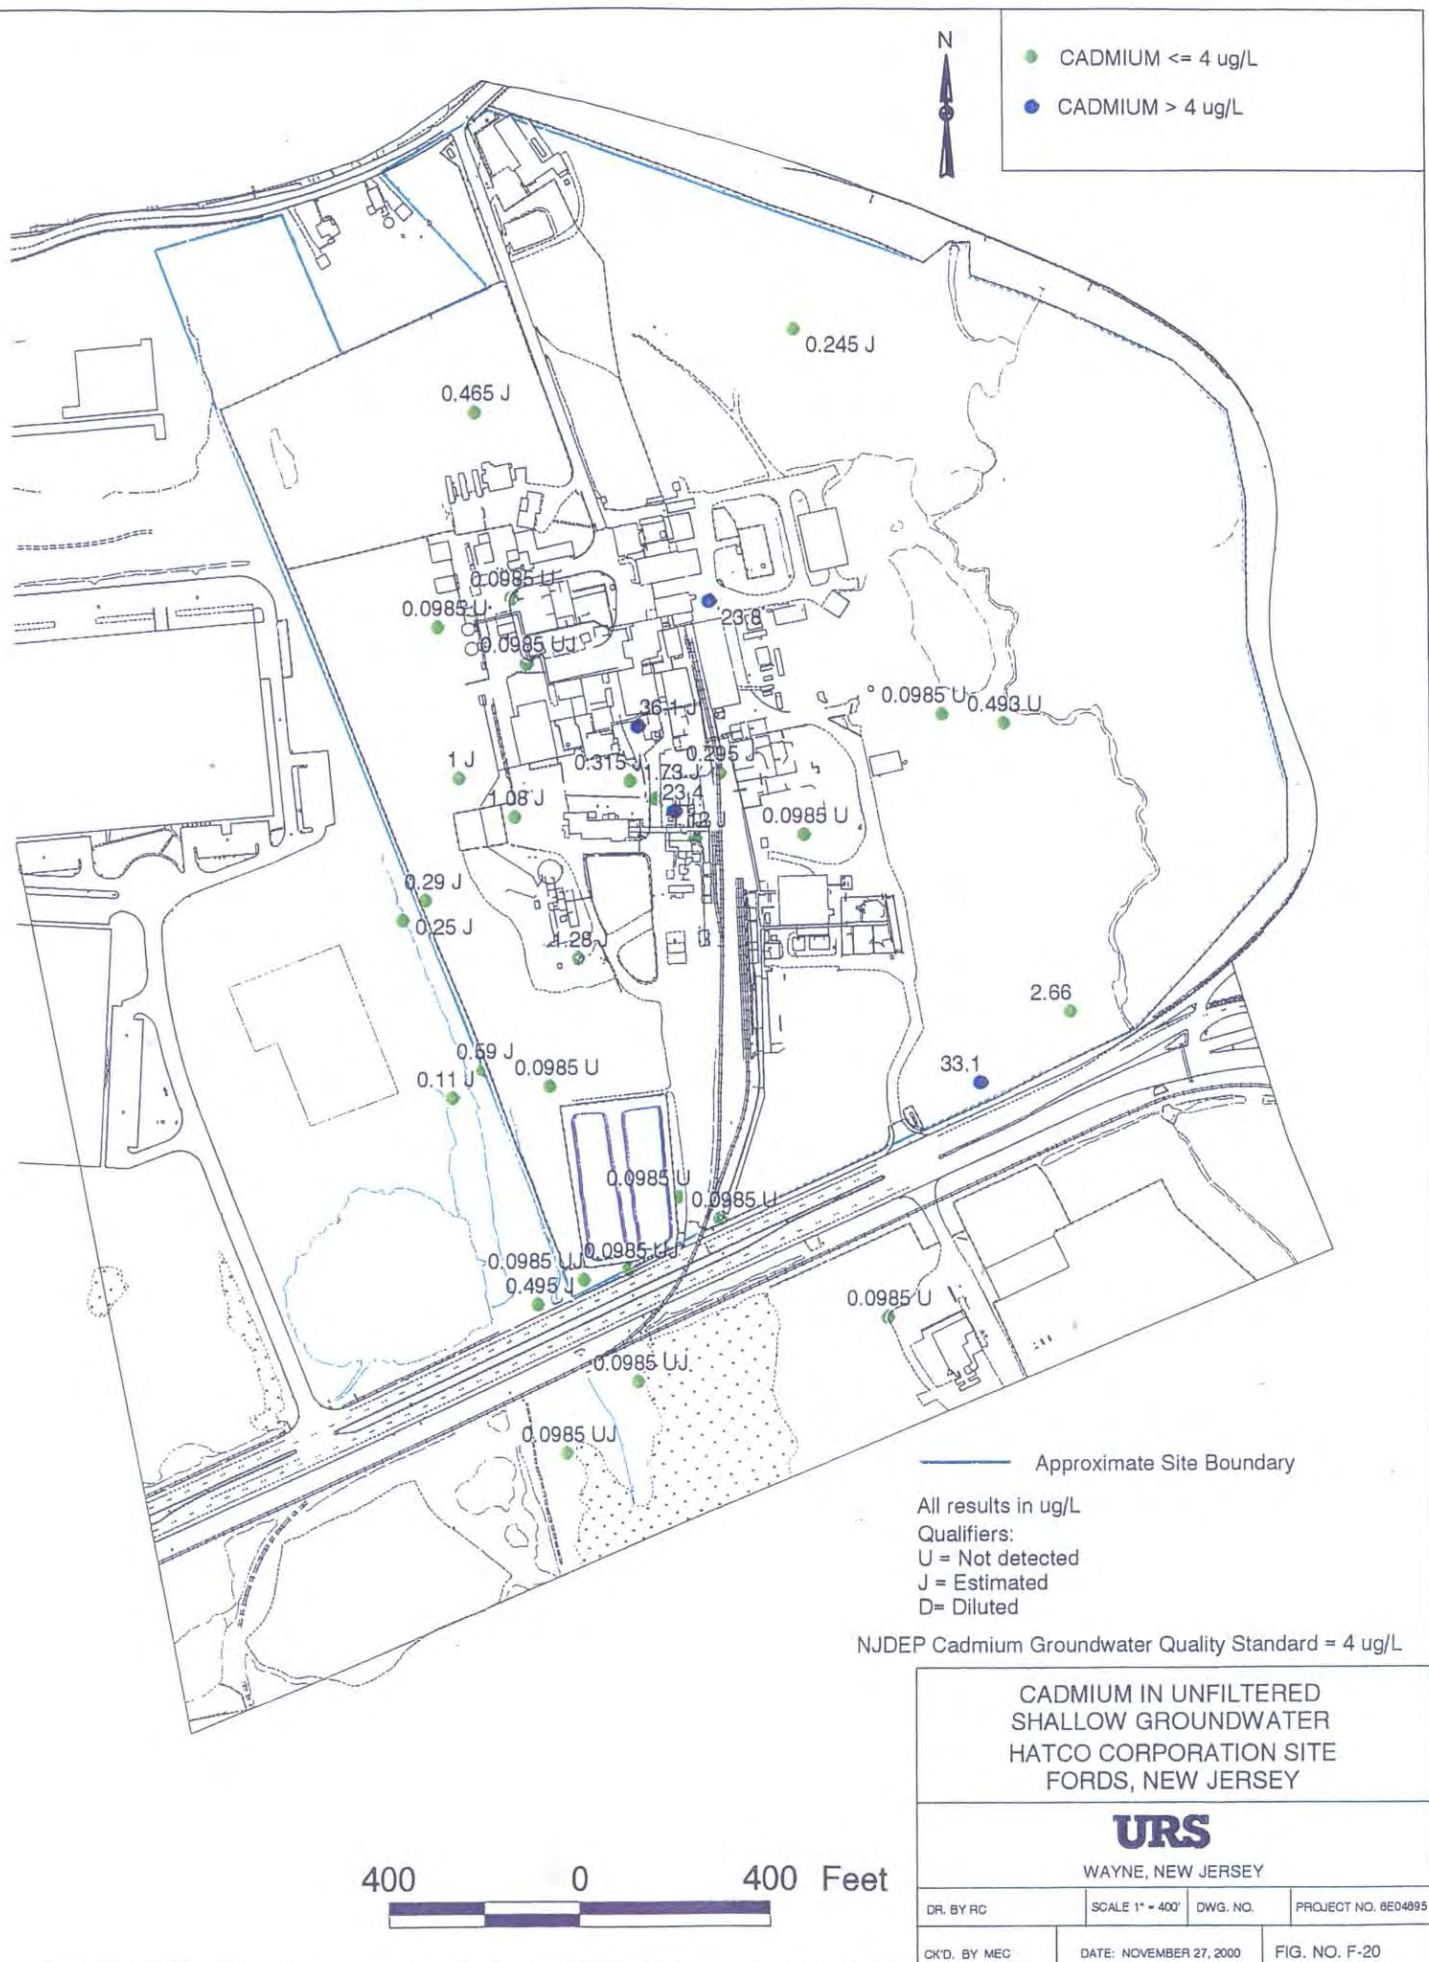 N
CADMIUM <= 4 ug/L
CADMIUM > 4 ug/L
0.245 J
0.465 J
0.0985 U
0.0985 U
23.8
0.0985 UJ
0.0985 U
0.493 U
36.1 J
0.295 J
1 J
0.315 J
1.73 J
23.4
1.08 J
0.0985 U
0.29 J
0.25 J
1.28 J
2.66
33.1
0.59 J
0.0985 U
0.11 J
0.0985 U
0.0985 U
0.0985 UJ
0.0985 UJ
0.495 J
0.0985 U
0.0985 UJ
0.0985 UJ
Approximate Site Boundary
All results in ug/L
Qualifiers:
U = Not detected
J = Estimated
D= Diluted
NJDEP Cadmium Groundwater Quality Standard = 4 ug/L
CADMIUM IN UNFILTERED
SHALLOW GROUNDWATER
HATCO CORPORATION SITE
FORDS, NEW JERSEY
URS
WAYNE, NEW JERSEY
400 0 400 Feet
DR. BY RC SCALE 1" = 400' DWG. NO. PROJECT NO. 6E04895
CK'D. BY MEC DATE: NOVEMBER 27, 2000 FIG. NO. F-20